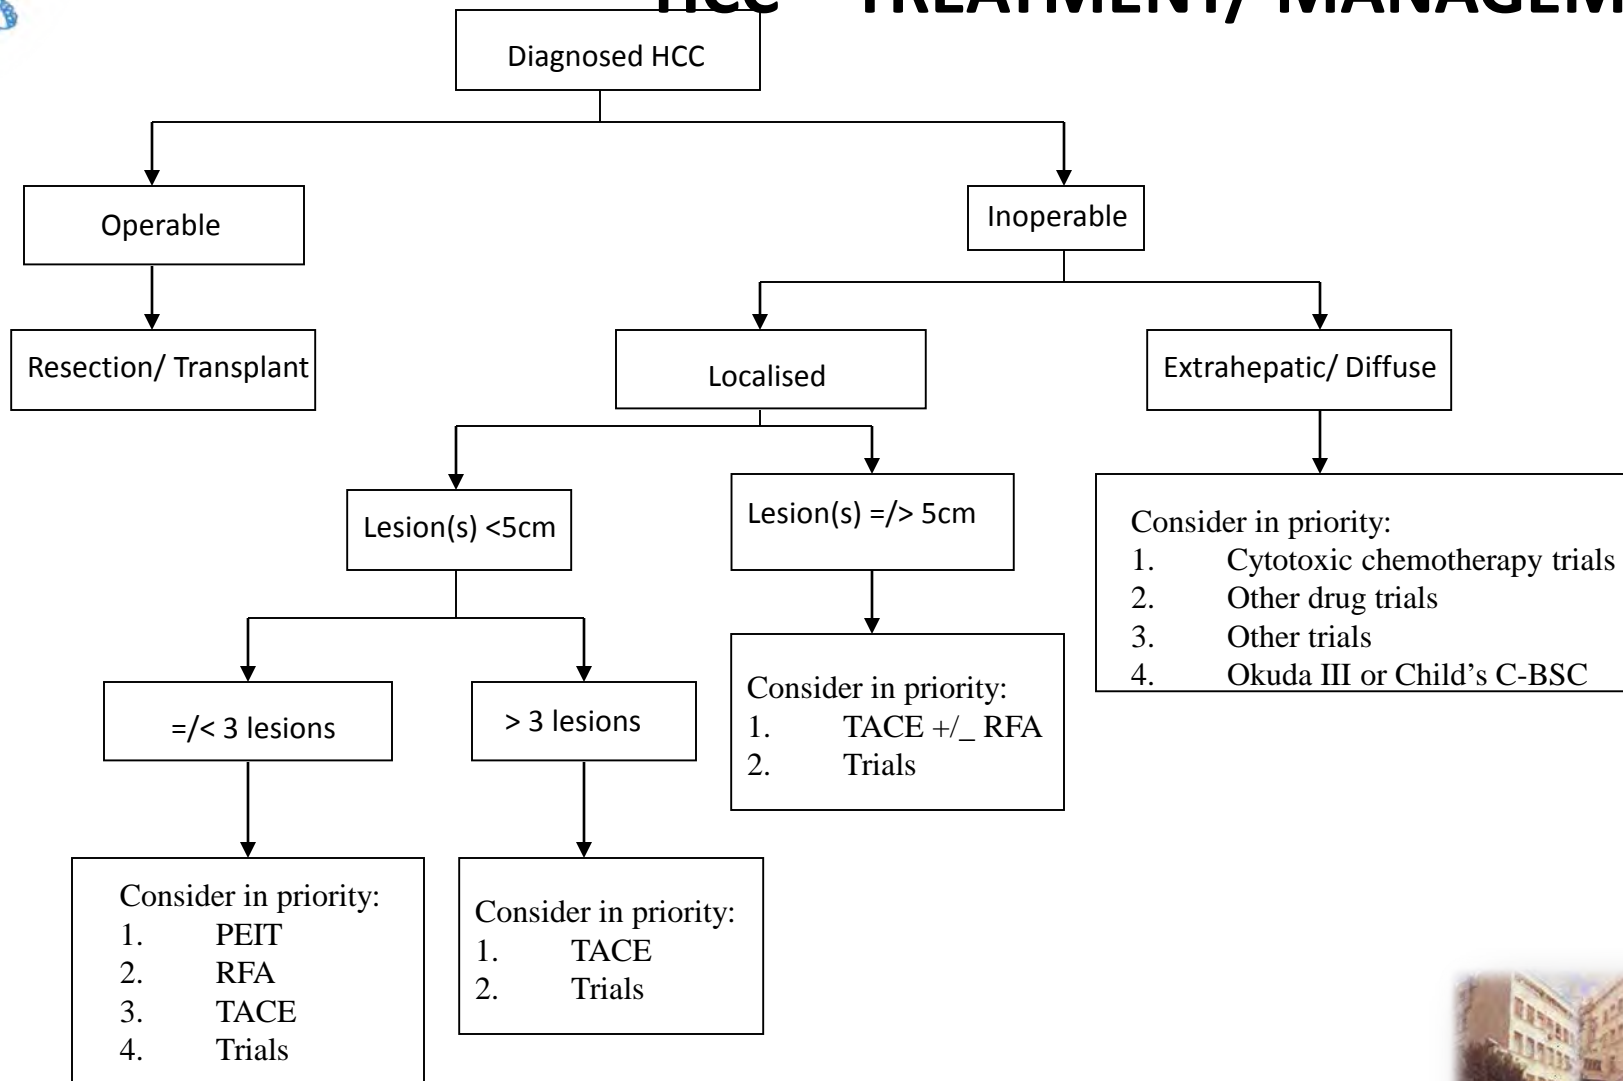 HCC – TREATMENT/ MANAGEM
Diagnosed HCC
Operable
Inoperable
Resection/ Transplant
Localised
Extrahepatic/ Diffuse
Lesion(s) <5cm
Lesion(s) =/> 5cm
Consider in priority:
1. Cytotoxic chemotherapy trials
2. Other drug trials
3. Other trials
4. Okuda III or Child’s C-BSC
=/< 3 lesions
> 3 lesions
Consider in priority:
1. TACE +/_ RFA
2. Trials
Consider in priority:
1. PEIT
2. RFA
3. TACE
4. Trials
Consider in priority:
1. TACE
2. Trials